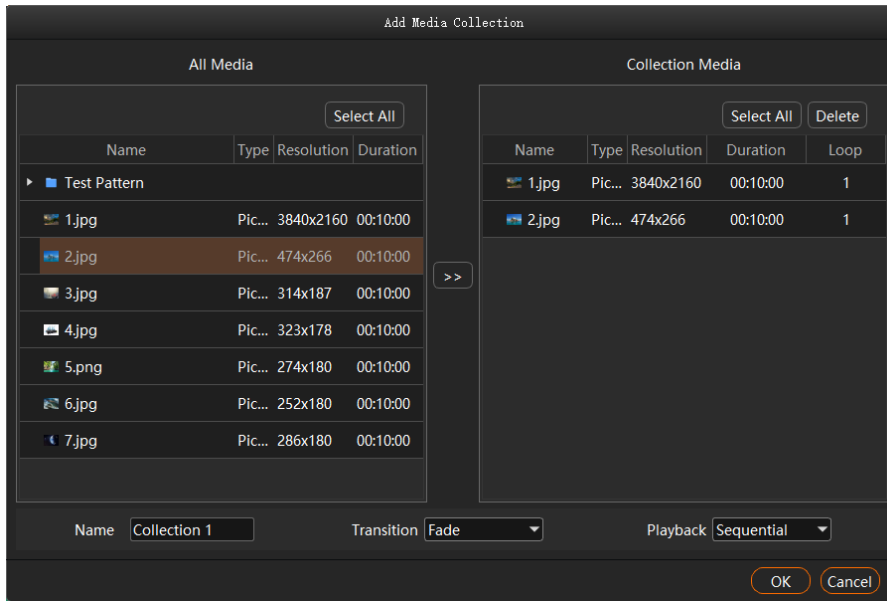 Add Media Collection
All Media
Collection Media
Select All
Select All Delete
Name Type Resolution Duration
Name Type Resolution Duration Loop
Test Pattern
1.jpg Pic... 3840x2160 00:10:00
2.jpg Pic... 474x266 00:10:00
3.jpg Pic... 314x187 00:10:00
4.jpg Pic... 323x178 00:10:00
5.png Pic... 274x180 00:10:00
6.jpg Pic... 252x180 00:10:00
7.jpg Pic... 286x180 00:10:00
>>
1.jpg Pic... 3840x2160 00:10:00 1
2.jpg Pic... 474x266 00:10:00 1
Name Collection 1 Transition Fade Playback Sequential
OK Cancel